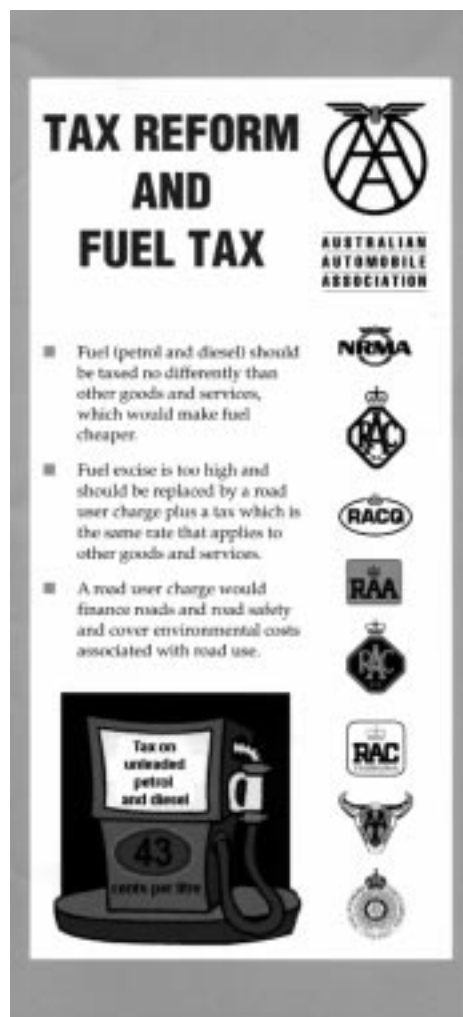 TAX REFORM
AND
FUEL TAX
AUSTRALIAN
AUTOMOBILE
ASSOCIATION
Fuel (petrol and diesel) should
be taxed no differently than
other goods and services,
which would make fuel
cheaper.
Fuel excise is too high and
should be replaced by a road
user charge plus a tax which is
the same rate that applies to
other goods and services.
A road user charge would
finance roads and road safety
and cover environmental costs
associated with road use.
NRMA
RAC
RACQ
RAA
RAC
RAC
Tax on
unleaded
petrol
and diesel
43
cents per litre